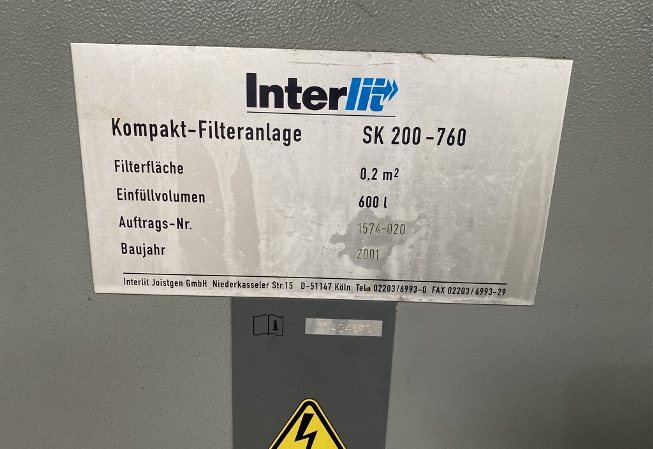 Interlit
Kompakt-Filteranlage SK 200-760
Filterfläche 0,2 m²
Einfüllvolumen 600 l
Auftrags-Nr. 1574-020
Baujahr 2001
Interlit Joistgen GmbH Niederkasseler Str.15 D-51147 Köln Tel.: 02203/6993-0 FAX 02203/6993-29